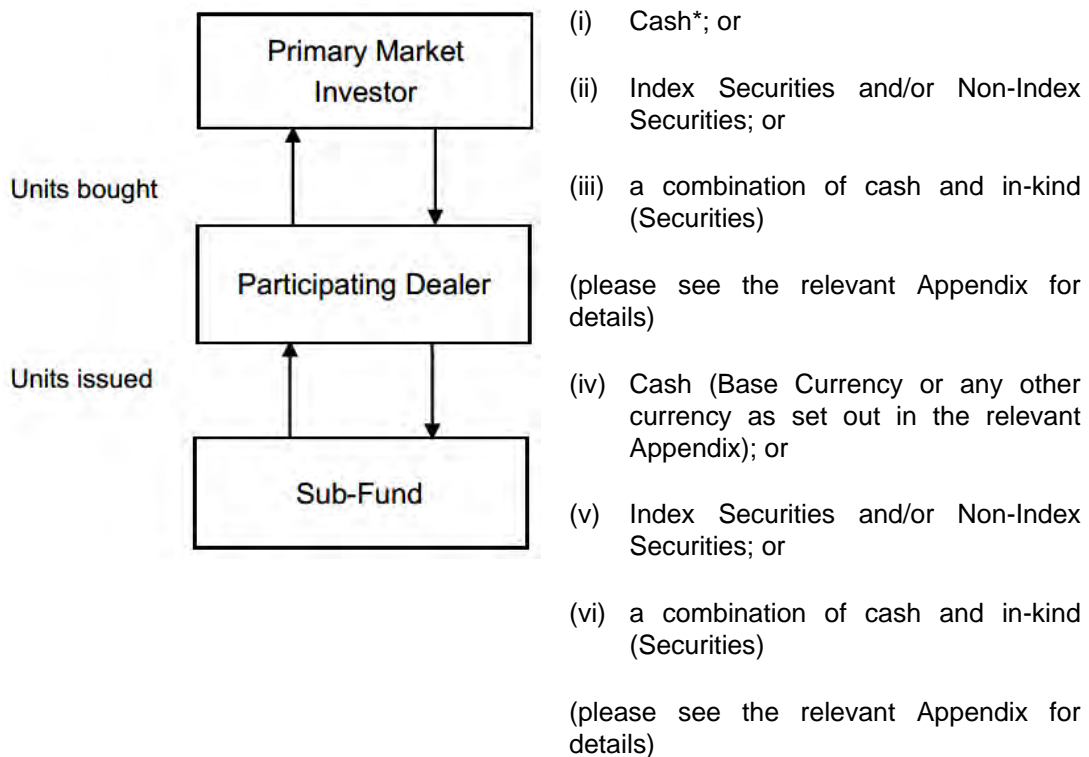 Primary Market
Investor
Units bought
Participating Dealer
Units issued
Sub-Fund
(i) Cash*; or
(ii) Index Securities and/or Non-Index
Securities; or
(iii) a combination of cash and in-kind
(Securities)
(please see the relevant Appendix for
details)
(iv) Cash (Base Currency or any other
currency as set out in the relevant
Appendix); or
(v) Index Securities and/or Non-Index
Securities; or
(vi) a combination of cash and in-kind
(Securities)
(please see the relevant Appendix for
details)